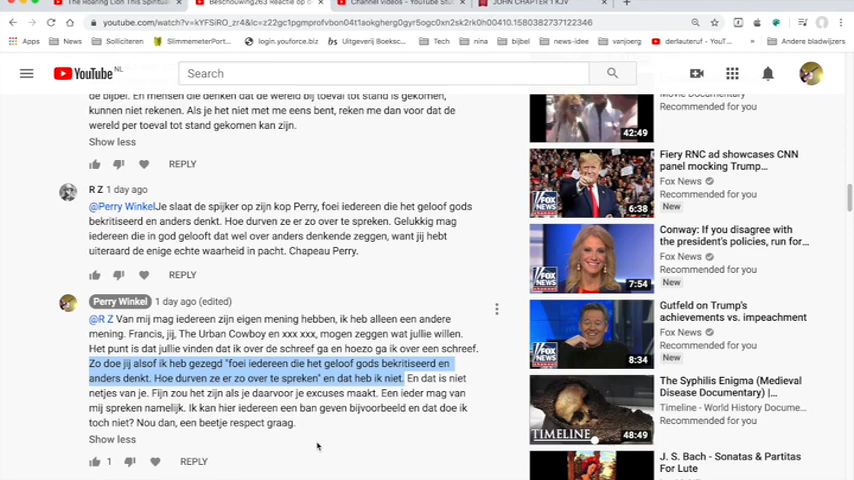 The Roaring Lion This Spiritua
Beschouwing263 Reactie op b
Channel videos - YouTube Stu
JOHN CHAPTER 1 KJV
youtube.com/watch?v=kYFSiRO_zr4&lc=z22gc1pgmprofvbon04t1aokgherg0gyr5ogc0xn2sk2rk0h00410.1580382737122346
Apps
News
Solliciteren
SlimmemeterPort...
login.youforce.biz
Uitgeverij Boeksc...
Tech
nina
bijbel
news-idee
vanjoerg
derlauteruf - YouT...
Andere bladwijzers
YouTube NL
Search
de bijbel. En mensen die denken dat de wereld bij toeval tot stand is gekomen,
kunnen niet rekenen. Als je het niet met me eens bent, reken me dan voor dat de
wereld per toeval tot stand gekomen kan zijn.
Show less
REPLY
R Z 1 day ago
@Perry WinkelJe slaat de spijker op zijn kop Perry, foei iedereen die het geloof gods
bekritiseerd en anders denkt. Hoe durven ze er zo over te spreken. Gelukkig mag
iedereen die in god gelooft dat wel over anders denkende zeggen, want jij hebt
uiteraard de enige echte waarheid in pacht. Chapeau Perry.
REPLY
Perry Winkel 1 day ago (edited)
@R Z Van mij mag iedereen zijn eigen mening hebben, ik heb alleen een andere
mening. Francis, jij, The Urban Cowboy en xxx xxx, mogen zeggen wat jullie willen.
Het punt is dat jullie vinden dat ik over de schreef ga en hoezo ga ik over een schreef.
Zo doe jij alsof ik heb gezegd "foei iedereen die het geloof gods bekritiseerd en
anders denkt. Hoe durven ze er zo over te spreken" en dat heb ik niet. En dat is niet
netjes van je. Fijn zou het zijn als je daarvoor je excuses maakt. Een ieder mag van
mij spreken namelijk. Ik kan hier iedereen een ban geven bijvoorbeeld en dat doe ik
toch niet? Nou dan, een beetje respect graag.
Show less
1
REPLY
Movie Documentary
Recommended for you
42:49
Fiery RNC ad showcases CNN
panel mocking Trump...
Fox News
Recommended for you
New
6:38
Conway: If you disagree with
the president's policies, run for...
Fox News
Recommended for you
New
7:54
Gutfeld on Trump's
achievements vs. impeachment
Fox News
Recommended for you
New
8:34
The Syphilis Enigma (Medieval
Disease Documentary) |...
Timeline - World History Docume...
Recommended for you
TIMELINE
48:49
J. S. Bach - Sonatas & Partitas
For Lute
Recommended for you